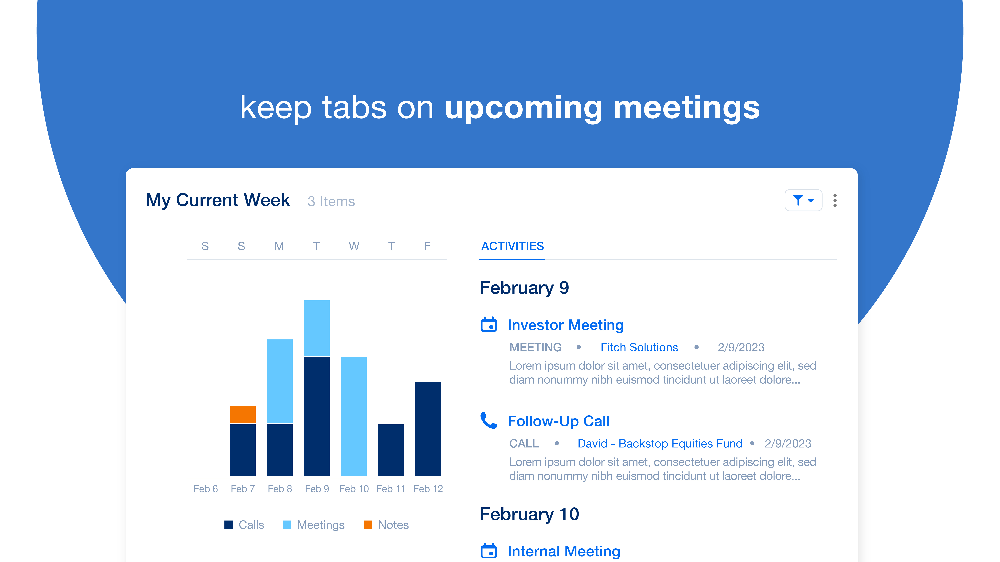 keep tabs on upcoming meetings
My Current Week 3 Items
S S M T W T F
Feb 6 Feb 7 Feb 8 Feb 9 Feb 10 Feb 11 Feb 12
Calls Meetings Notes
ACTIVITIES
February 9
Investor Meeting
MEETING • Fitch Solutions • 2/9/2023
Lorem ipsum dolor sit amet, consectetuer adipiscing elit, sed
diam nonummy nibh euismod tincidunt ut laoreet dolore...
Follow-Up Call
CALL • David - Backstop Equities Fund • 2/9/2023
Lorem ipsum dolor sit amet, consectetuer adipiscing elit, sed
diam nonummy nibh euismod tincidunt ut laoreet dolore...
February 10
Internal Meeting